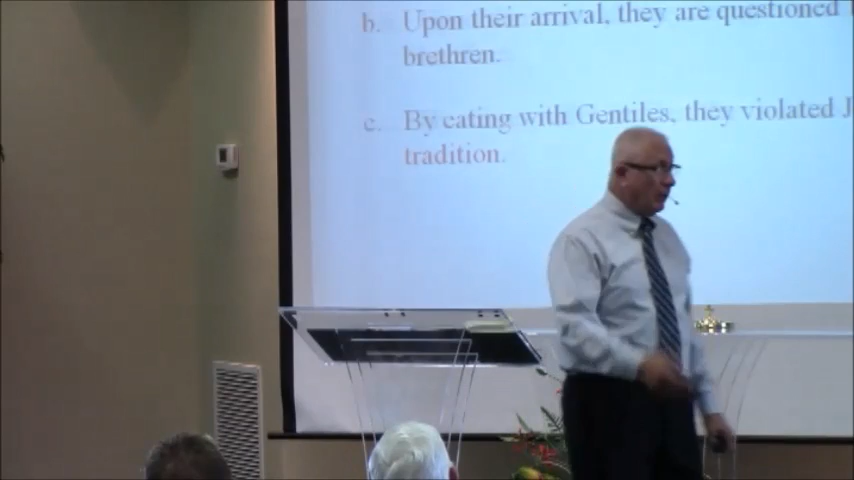 b. Upon their arrival, they are questioned
brethren.
c. By eating with Gentiles, they violated J
tradition.